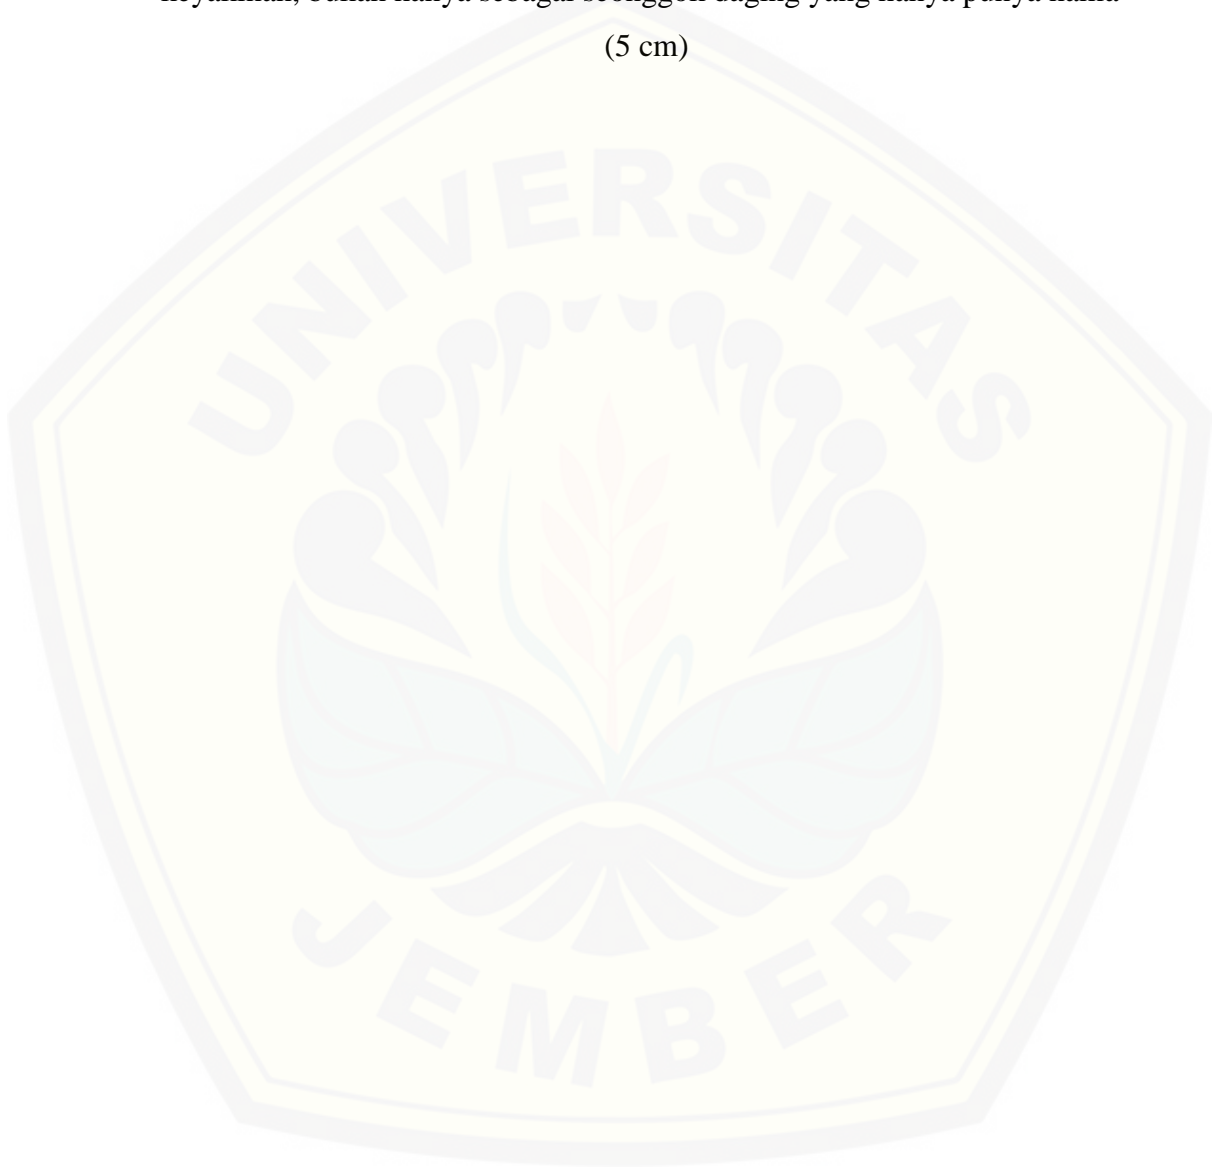 keyakinan, bukan hanya sebagai seonggok daging yang hanya punya nama
(5 cm)
UNIVERSITAS
JEMBER